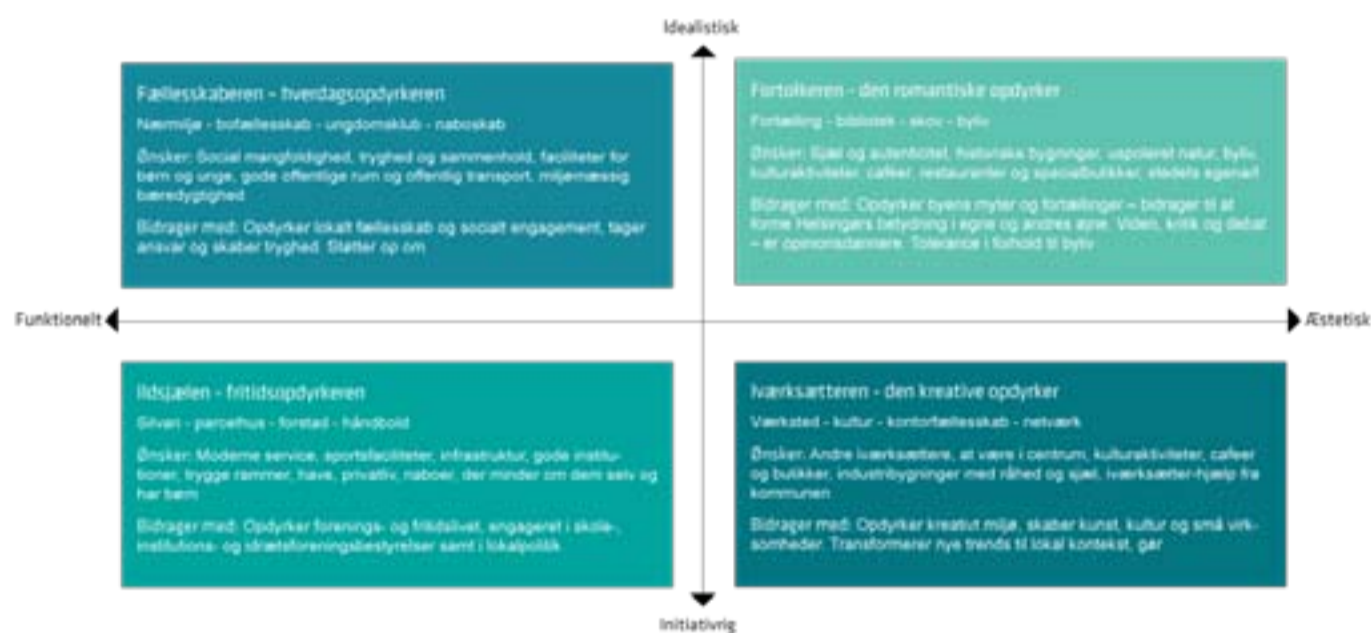 Idealistisk
Fællesskaberen - hverdagsopdyrkeren
Nærmiljø - bofællesskab - ungdomsklub - naboskab
Ønsker: Social mangfoldighed, tryghed og sammenhold, faciliteter for
børn og unge, gode offentlige rum og offentlig transport, miljømæssig
bæredygtighed
Bidrager med: Opdyrker lokalt fællesskab og socialt engagement, tager
ansvar og skaber tryghed. Støtter op om
Fortolkeren - den romantiske opdyrker
Fortælling - bibliotek - skov - byliv
Ønsker: Sjæl og autenticitet, historiske bygninger, uspoleret natur, byliv,
kulturaktiviteter, cafeer, restauranter og specialbutikker, stedets egenart
Bidrager med: Opdyrker byens myter og fortællinger – bidrager til at
forme Helsingørs betydning i egne og andres øjne. Viden, kritik og debat
– er opinionsdannere. Tolerance i forhold til byliv
Funktionelt
Æstetisk
Ildsjælen - fritidsopdyrkeren
Silvan - parcelhus - forstad - håndbold
Ønsker: Moderne service, sportsfaciliteter, infrastruktur, gode institu-
tioner, trygge rammer, have, privatliv, naboer, der minder om dem selv og
har børn
Bidrager med: Opdyrker forenings- og fritidslivet, engageret i skole-,
institutions- og idrætsforeningsbestyrelser samt i lokalpolitik
Iværksætteren - den kreative opdyrker
Værksted - kultur - kontorfællesskab - netværk
Ønsker: Andre iværksættere, at være i centrum, kulturaktiviteter, cafeer
og butikker, industribygninger med råhed og sjæl, iværksætter-hjælp fra
kommunen
Bidrager med: Opdyrker kreativt miljø, skaber kunst, kultur og små virk-
somheder. Transformerer nye trends til lokal kontekst, gør
Initiativrig